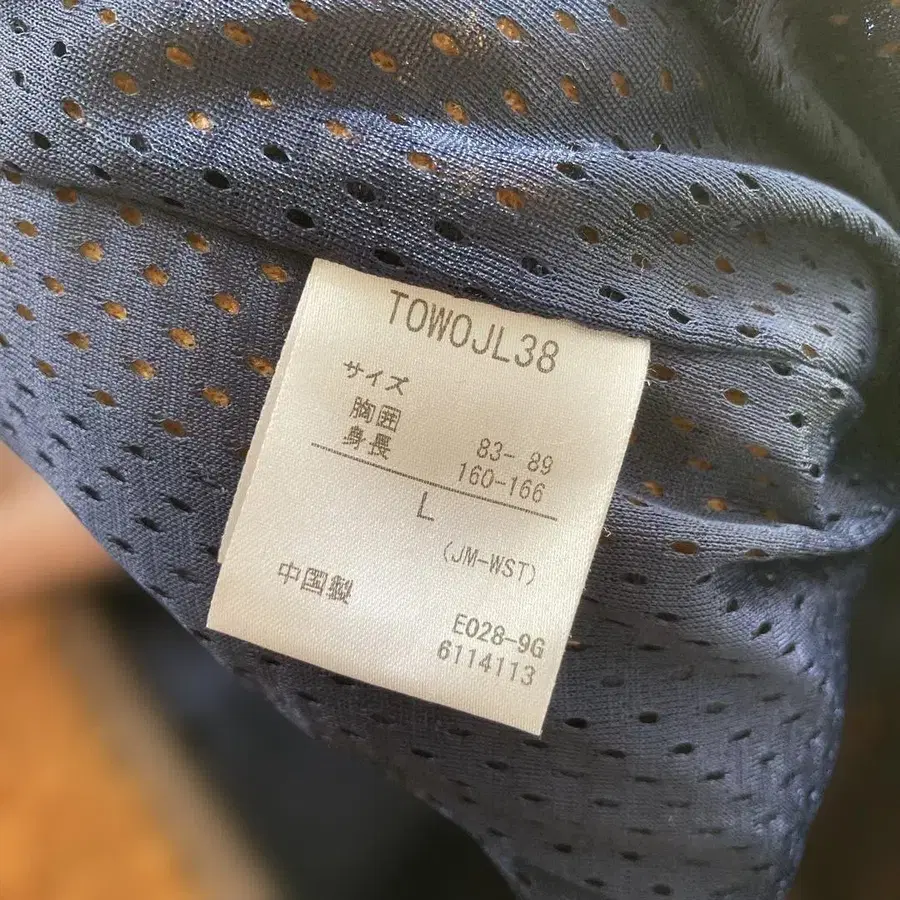 TOWOJL38
サイズ
胸囲 83- 89
身長 160-166
L
(JM-WST)
中国製
E028-9G
6114113